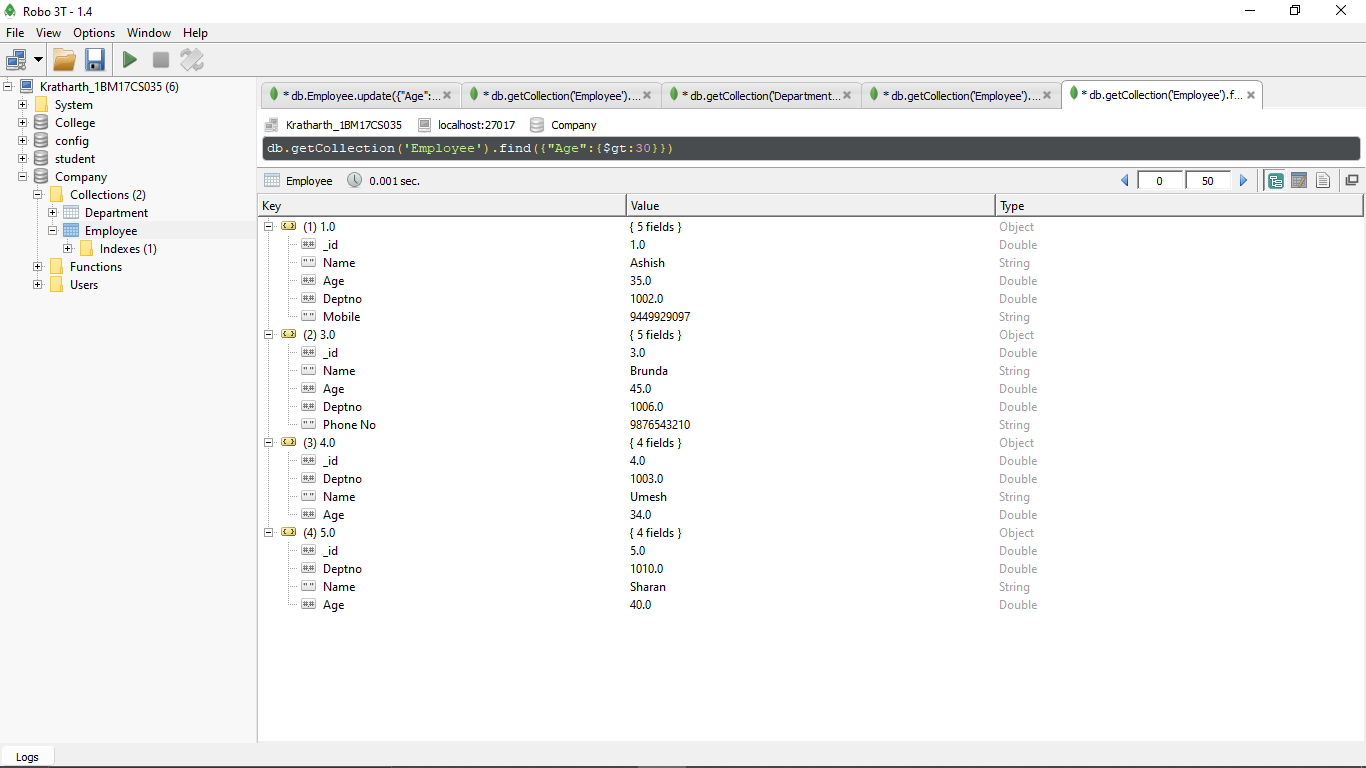 Robo 3T - 1.4
File View Options Window Help
Kratharth_1BM17CS035 (6)
System
College
config
student
Company
Collections (2)
Department
Employee
Indexes (1)
Functions
Users
* db.Employee.update({"Age":... * db.getCollection('Employee').... * db.getCollection('Department... * db.getCollection('Employee').... * db.getCollection('Employee').f...
Kratharth_1BM17CS035 localhost:27017 Company
db.getCollection('Employee').find({"Age":{$gt:30}})
Employee 0.001 sec. 0 50
Key Value Type
(1) 1.0 { 5 fields } Object
_id 1.0 Double
Name Ashish String
Age 35.0 Double
Deptno 1002.0 Double
Mobile 9449929097 String
(2) 3.0 { 5 fields } Object
_id 3.0 Double
Name Brunda String
Age 45.0 Double
Deptno 1006.0 Double
Phone No 9876543210 String
(3) 4.0 { 4 fields } Object
_id 4.0 Double
Deptno 1003.0 Double
Name Umesh String
Age 34.0 Double
(4) 5.0 { 4 fields } Object
_id 5.0 Double
Deptno 1010.0 Double
Name Sharan String
Age 40.0 Double
Logs